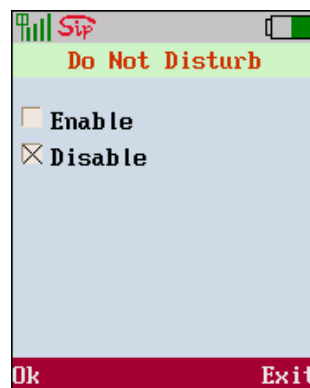 Sip
Do Not Disturb
Enable
Disable
Ok Exit